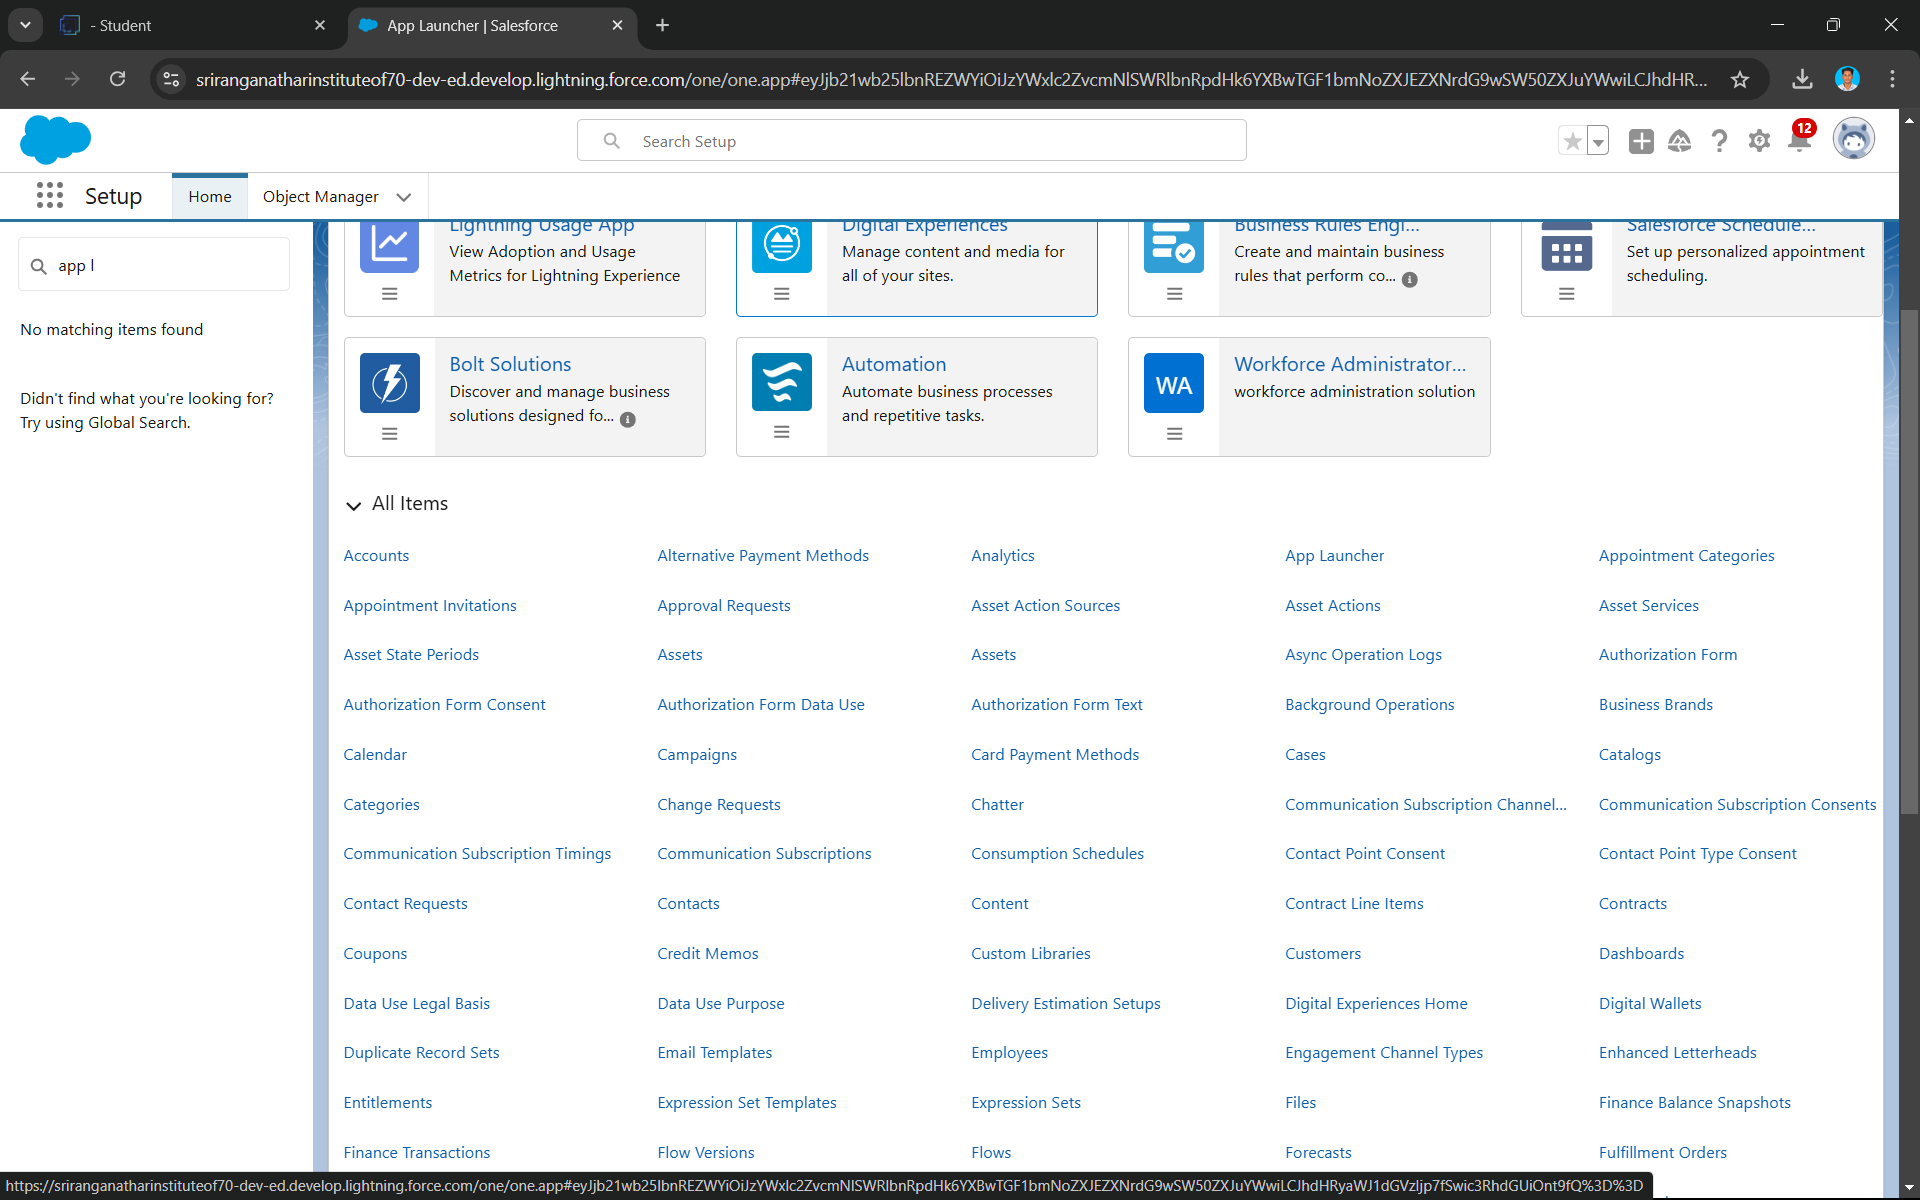 - Student
App Launcher | Salesforce
sriranganatharinstituteof70-dev-ed.develop.lightning.force.com/one/one.app#eyJjb21wb25lbnREZWYiOiJzYWxlc2ZvcmNlSWRlbnRpdHk6YXBwTGF1bmNoZXJEZXNrdG9wSW50ZXJuYWwiLCJhdHR...
Search Setup
12
Setup
Home
Object Manager
app l
No matching items found
Didn't find what you're looking for?
Try using Global Search.
Lightning Usage App
View Adoption and Usage
Metrics for Lightning Experience
Digital Experiences
Manage content and media for
all of your sites.
Business Rules Engi...
Create and maintain business
rules that perform co...
Salesforce Schedule...
Set up personalized appointment
scheduling.
Bolt Solutions
Discover and manage business
solutions designed fo...
Automation
Automate business processes
and repetitive tasks.
WA
Workforce Administrator...
workforce administration solution
All Items
Accounts Alternative Payment Methods Analytics App Launcher Appointment Categories
Appointment Invitations Approval Requests Asset Action Sources Asset Actions Asset Services
Asset State Periods Assets Assets Async Operation Logs Authorization Form
Authorization Form Consent Authorization Form Data Use Authorization Form Text Background Operations Business Brands
Calendar Campaigns Card Payment Methods Cases Catalogs
Categories Change Requests Chatter Communication Subscription Channel... Communication Subscription Consents
Communication Subscription Timings Communication Subscriptions Consumption Schedules Contact Point Consent Contact Point Type Consent
Contact Requests Contacts Content Contract Line Items Contracts
Coupons Credit Memos Custom Libraries Customers Dashboards
Data Use Legal Basis Data Use Purpose Delivery Estimation Setups Digital Experiences Home Digital Wallets
Duplicate Record Sets Email Templates Employees Engagement Channel Types Enhanced Letterheads
Entitlements Expression Set Templates Expression Sets Files Finance Balance Snapshots
Finance Transactions Flow Versions Flows Forecasts Fulfillment Orders
https://sriranganatharinstituteof70-dev-ed.develop.lightning.force.com/one/one.app#eyJjb21wb25lbnREZWYiOiJzYWxlc2ZvcmNlSWRlbnRpdHk6YXBwTGF1bmNoZXJEZXNrdG9wSW50ZXJuYWwiLCJhdHRyaWJ1dGVzIjp7fSwic3RhdGUiOnt9fQ%3D%3D